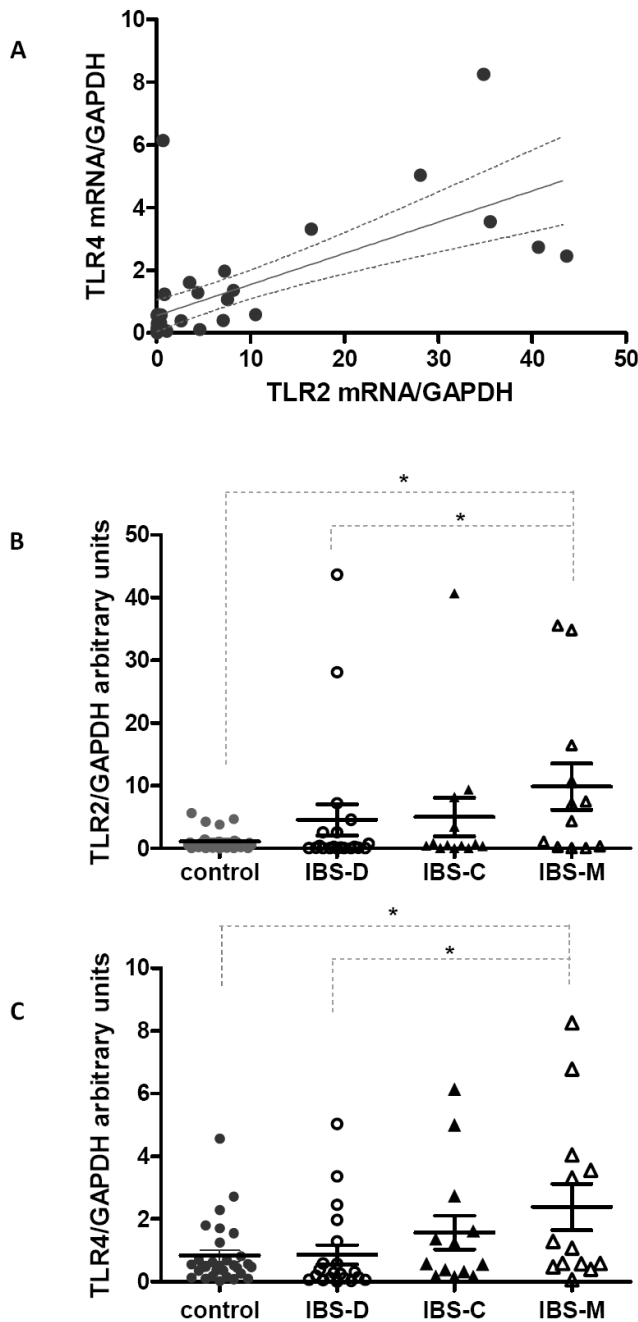 A
TLR4 mRNA/GAPDH
10
8
6
4
2
0
0 10 20 30 40 50
TLR2 mRNA/GAPDH
B
*
*
TLR2/GAPDH arbitrary units
50
40
30
20
10
0
control IBS-D IBS-C IBS-M
C
*
*
TLR4/GAPDH arbitrary units
10
8
6
4
2
0
control IBS-D IBS-C IBS-M